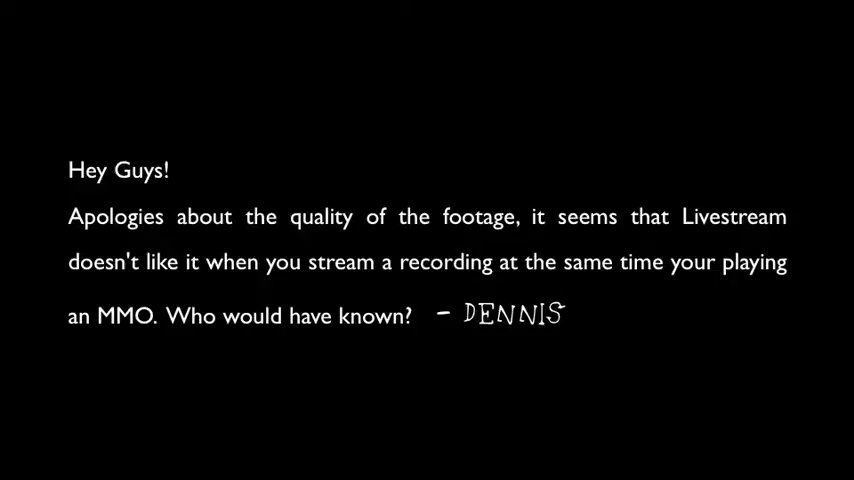 Hey Guys!
Apologies about the quality of the footage, it seems that Livestream
doesn't like it when you stream a recording at the same time your playing
an MMO. Who would have known? - DENNIS